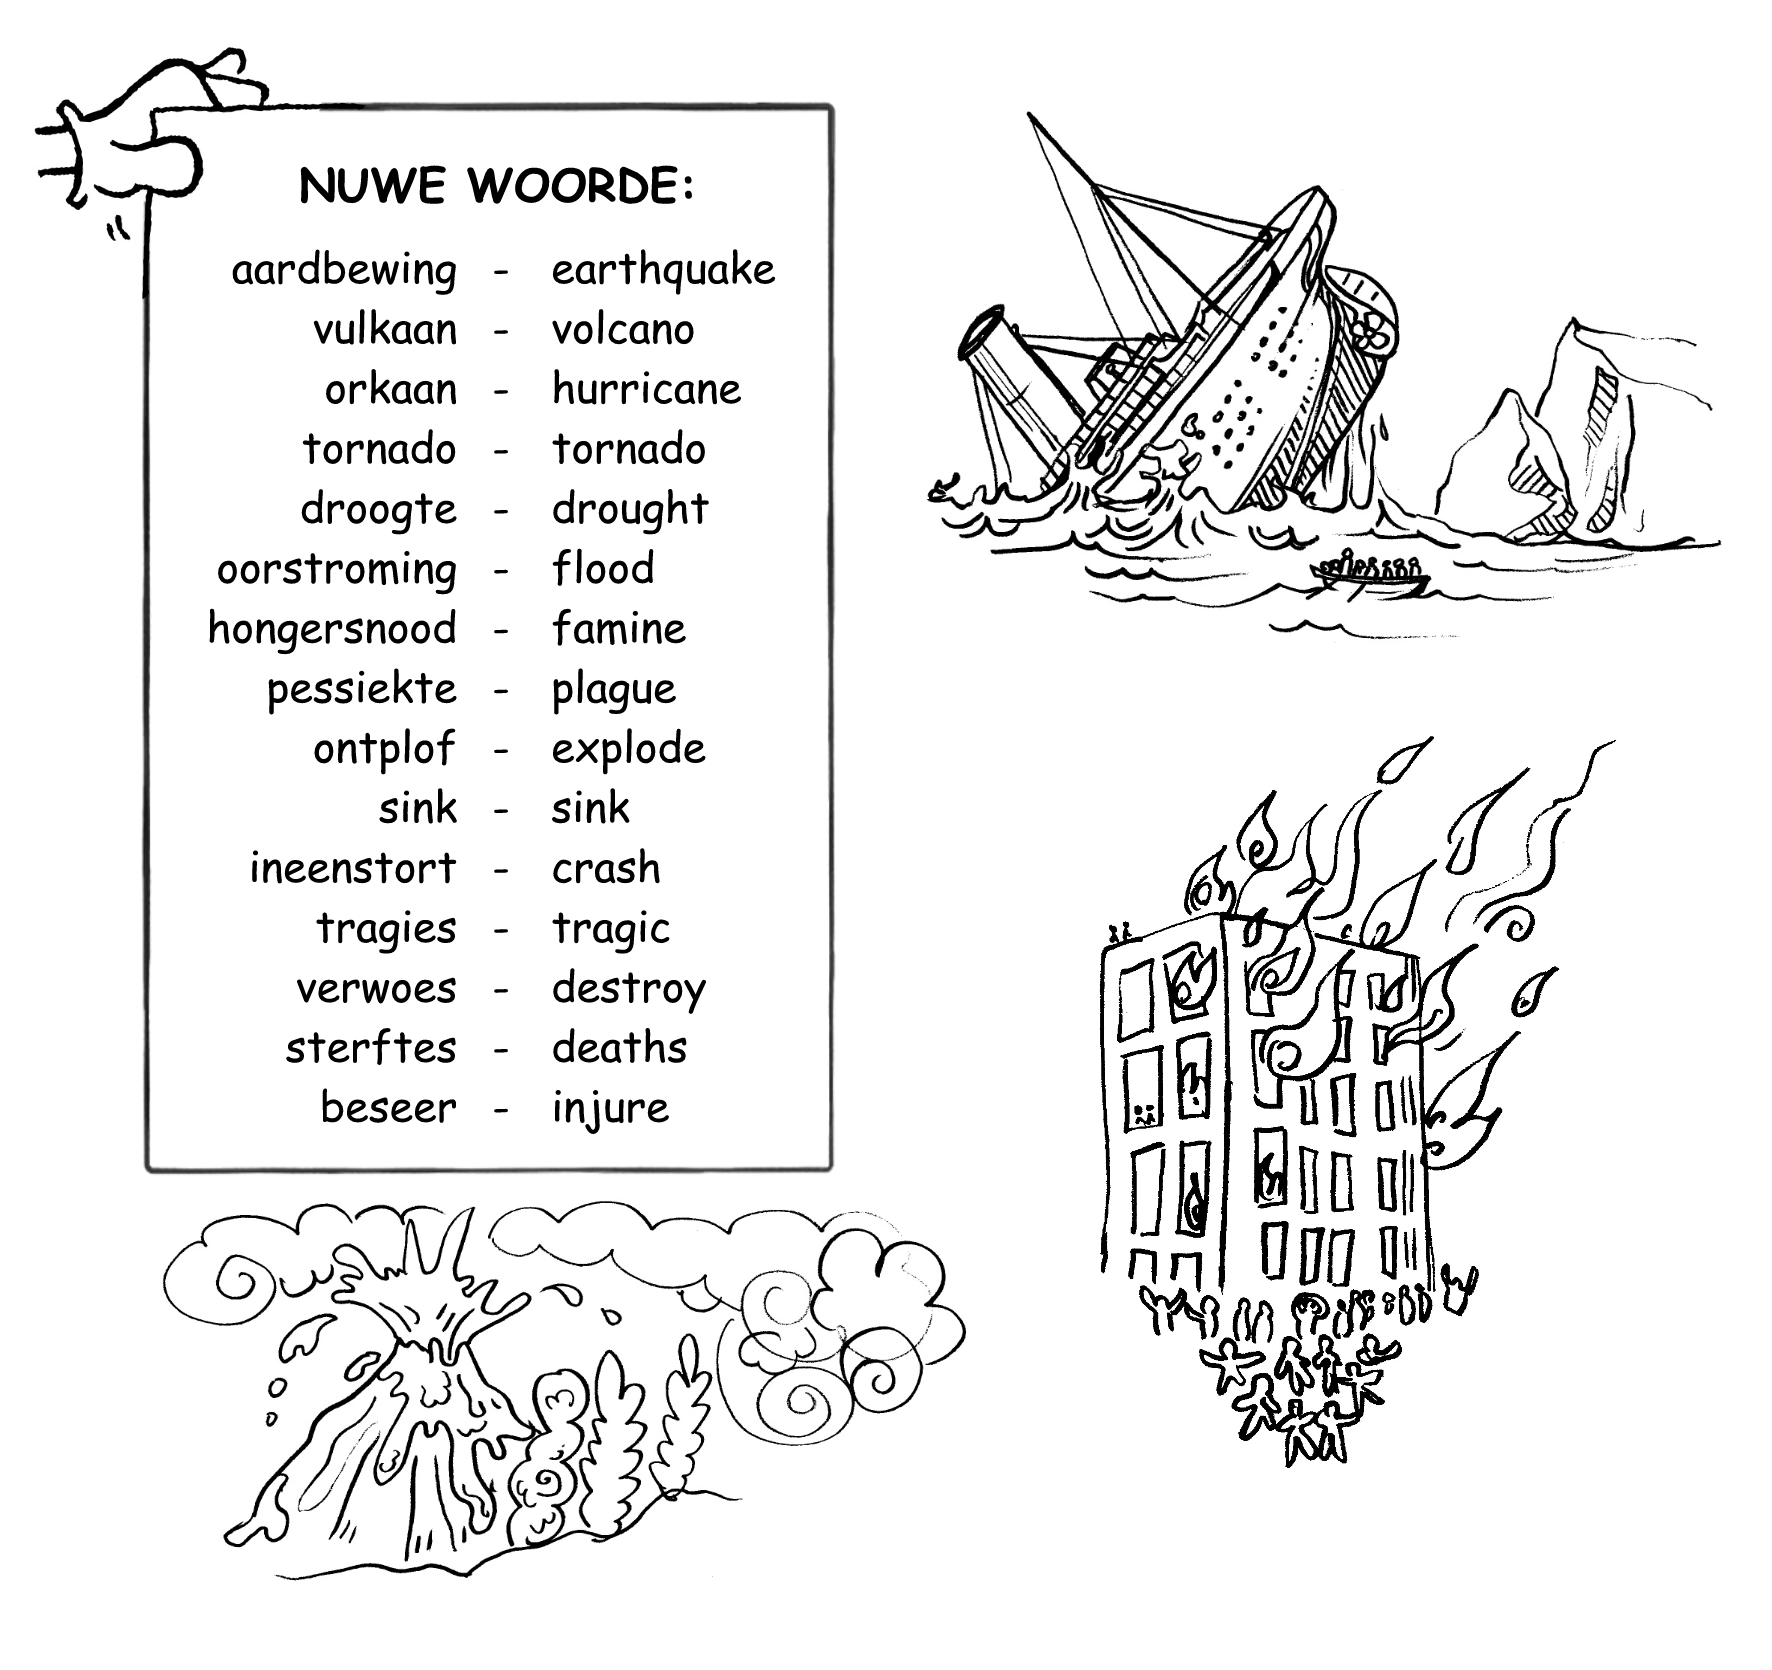 NUWE WOORDE:
aardbewing - earthquake
vulkaan - volcano
orkaan - hurricane
tornado - tornado
droogte - drought
oorstroming - flood
hongersnood - famine
pessiekte - plague
ontplof - explode
sink - sink
ineenstort - crash
tragies - tragic
verwoes - destroy
sterftes - deaths
beseer - injure